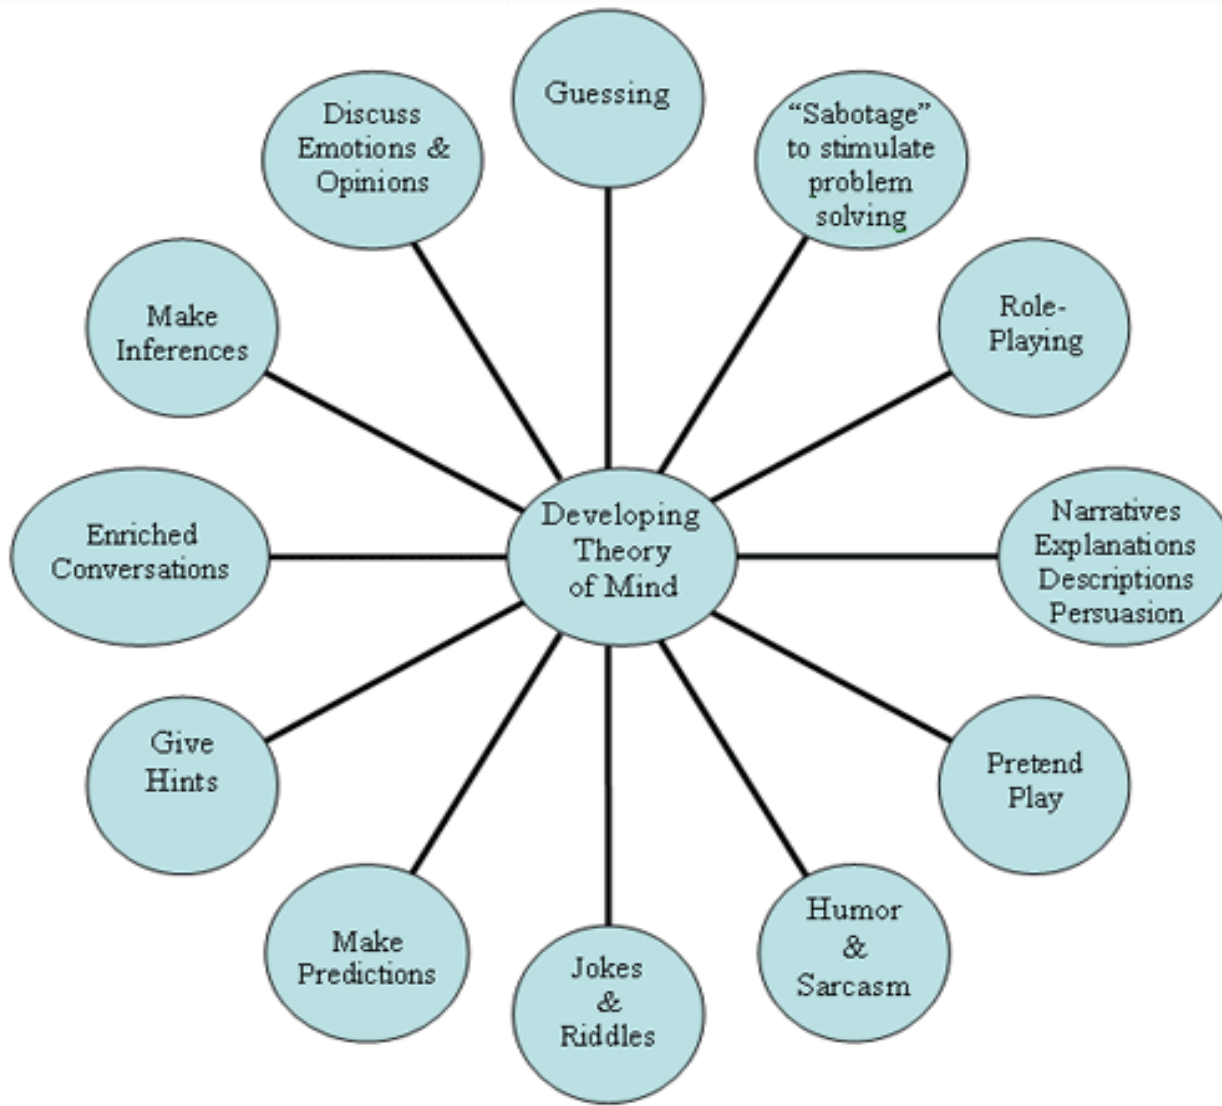 Guessing
"Sabotage"
to stimulate
problem
solving
Role-
Playing
Narratives
Explanations
Descriptions
Persuasion
Pretend
Play
Humor
&
Sarcasm
Jokes
&
Riddles
Make
Predictions
Give
Hints
Enriched
Conversations
Make
Inferences
Discuss
Emotions &
Opinions
Developing
Theory
of Mind